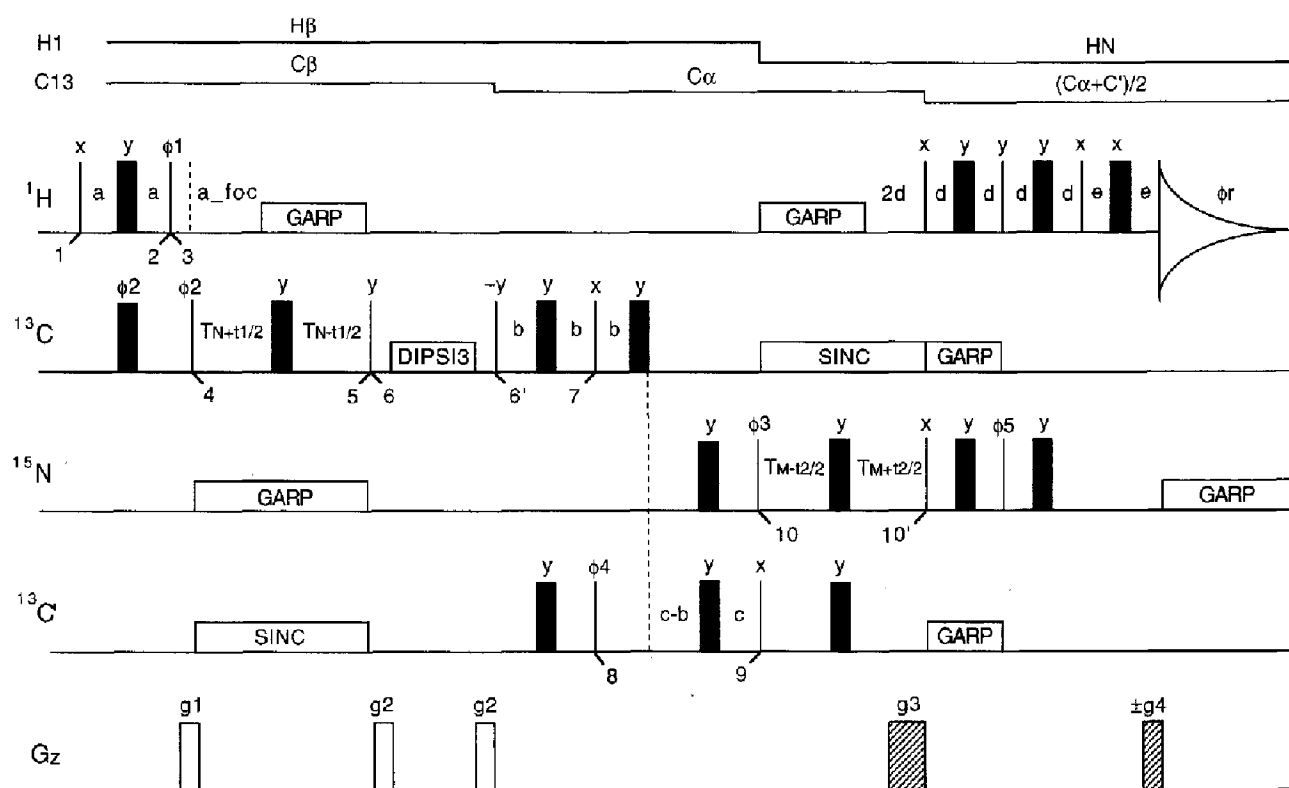 Hβ
H1
HN
Cβ
Cα
(Cα+C')/2
C13
x y ϕ1 x y y y x x
¹H a a a_foc 2d d d d d e e ϕr
GARP GARP
1 2 3
ϕ2 ϕ2 y y -y y x y
¹³C TN+t1/2 TN-t1/2 b b b
DIPSI3 SINC GARP
4 5 6 6' 7
y ϕ3 y x y ϕ5 y
¹⁵N TM-t2/2 TM+t2/2
GARP GARP
10 10'
y ϕ4 y x y
¹³C' c-b c
SINC GARP
8 9
g1 g2 g2 g3 ±g4
Gz